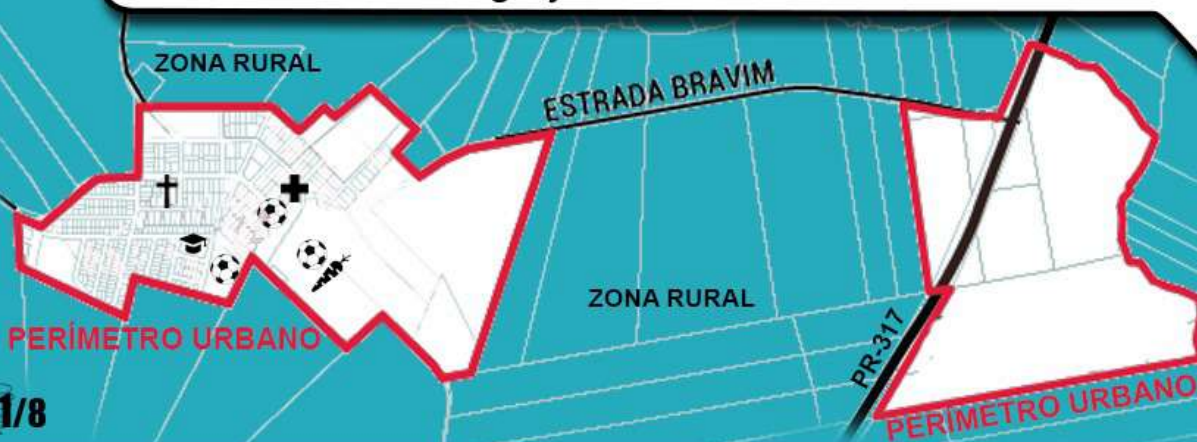 ZONA RURAL
ESTRADA BRAVIM
ZONA RURAL
PR-317
PERÍMETRO URBANO
PERÍMETRO URBANO
1/8